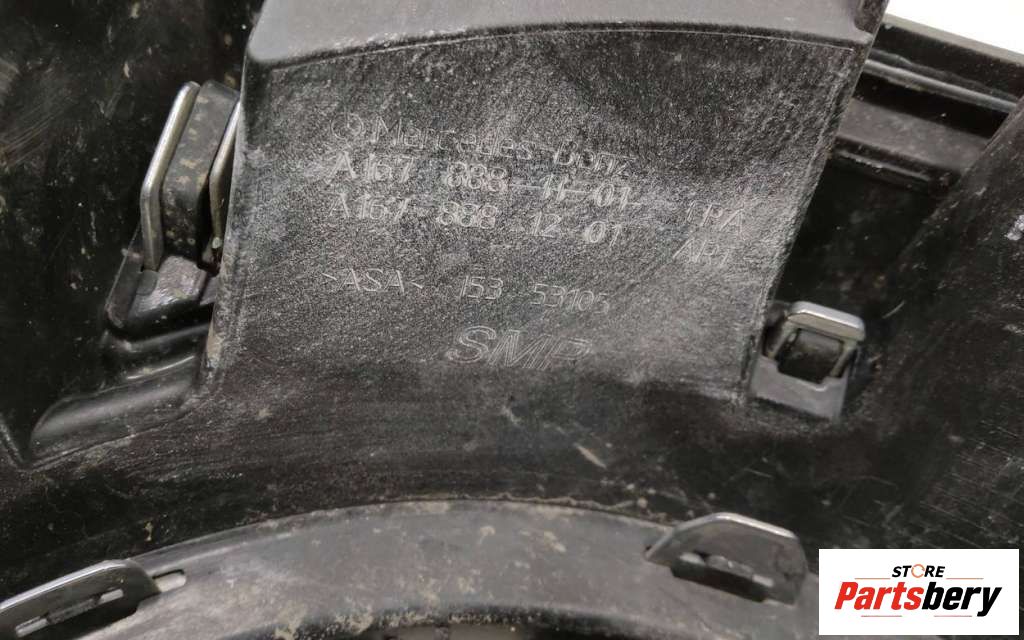 Mercedes-Benz
A167 888 11 01
A167 888 12 01
>ASA< 153 53105
SMP
STORE
Partsbery